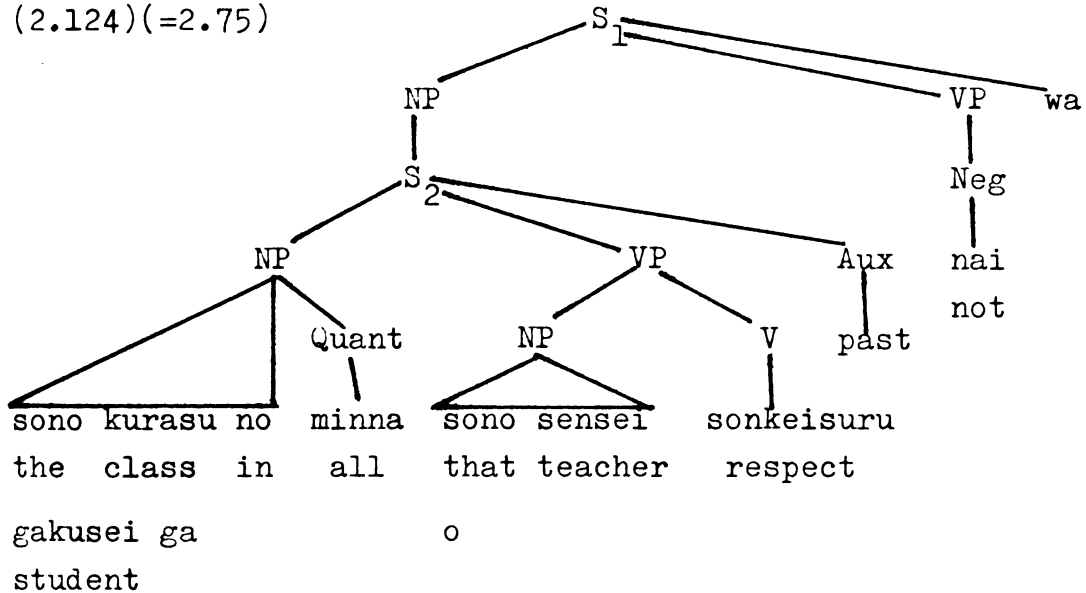 (2.124)(=2.75)
S1
NP VP wa
S2 Neg
NP VP Aux nai
not
Quant NP V past
sono kurasu no minna sono sensei sonkeisuru
the class in all that teacher respect
gakusei ga o
student